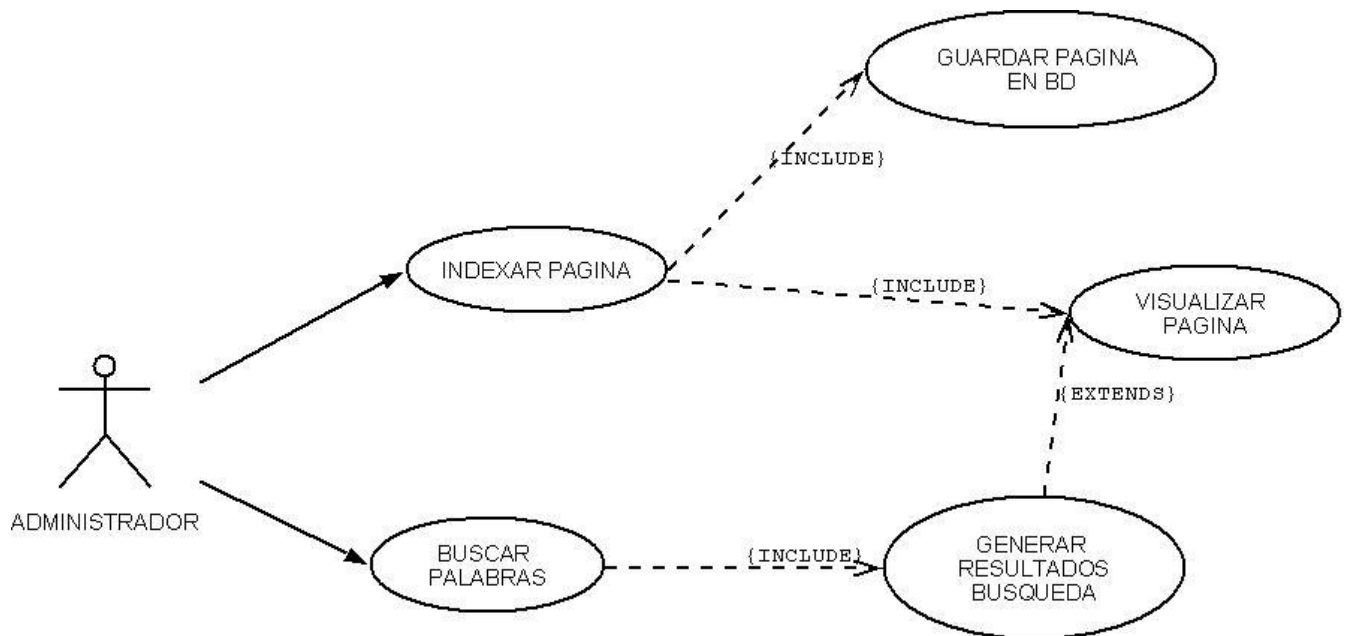 GUARDAR PAGINA
EN BD
{INCLUDE}
INDEXAR PAGINA
{INCLUDE}
VISUALIZAR
PAGINA
{EXTENDS}
ADMINISTRADOR
BUSCAR
PALABRAS
{INCLUDE}
GENERAR
RESULTADOS
BUSQUEDA